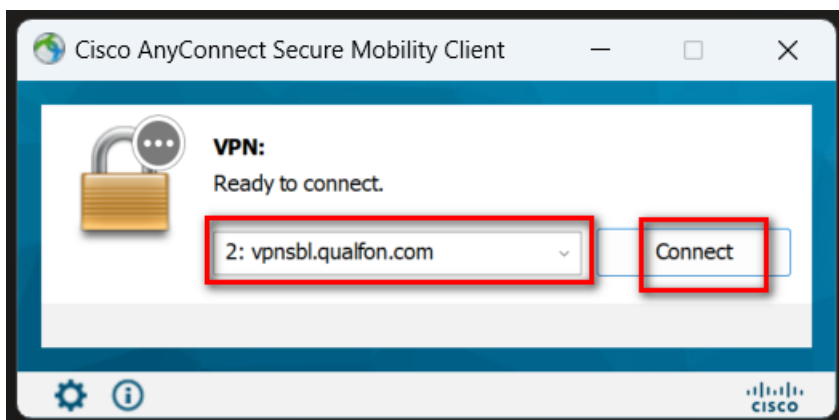 Cisco AnyConnect Secure Mobility Client
VPN:
Ready to connect.
2: vpnsbl.qualfon.com
Connect
CISCO